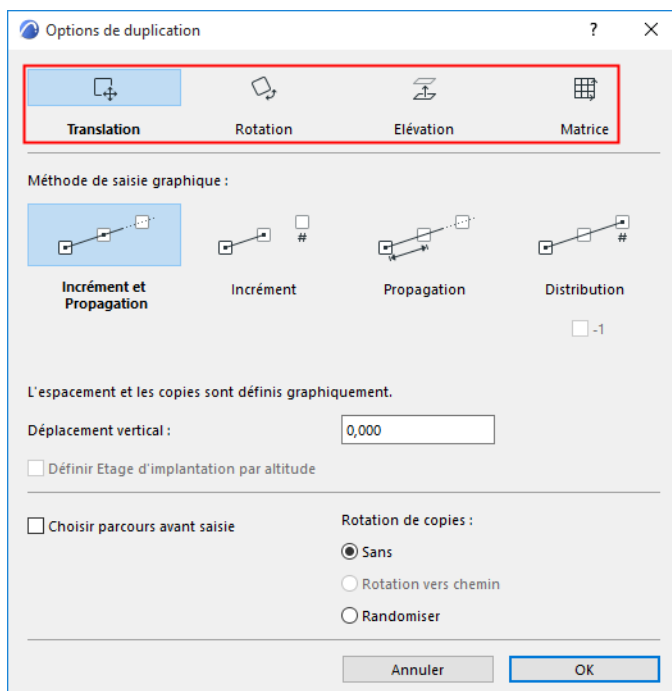 Options de duplication ?
Translation Rotation Elévation Matrice
Méthode de saisie graphique :
# #
Incrément et Propagation Incrément Propagation Distribution
-1
L'espacement et les copies sont définis graphiquement.
Déplacement vertical : 0,000
Définir Etage d'implantation par altitude
Choisir parcours avant saisie Rotation de copies :
Sans
Rotation vers chemin
Randomiser
Annuler OK